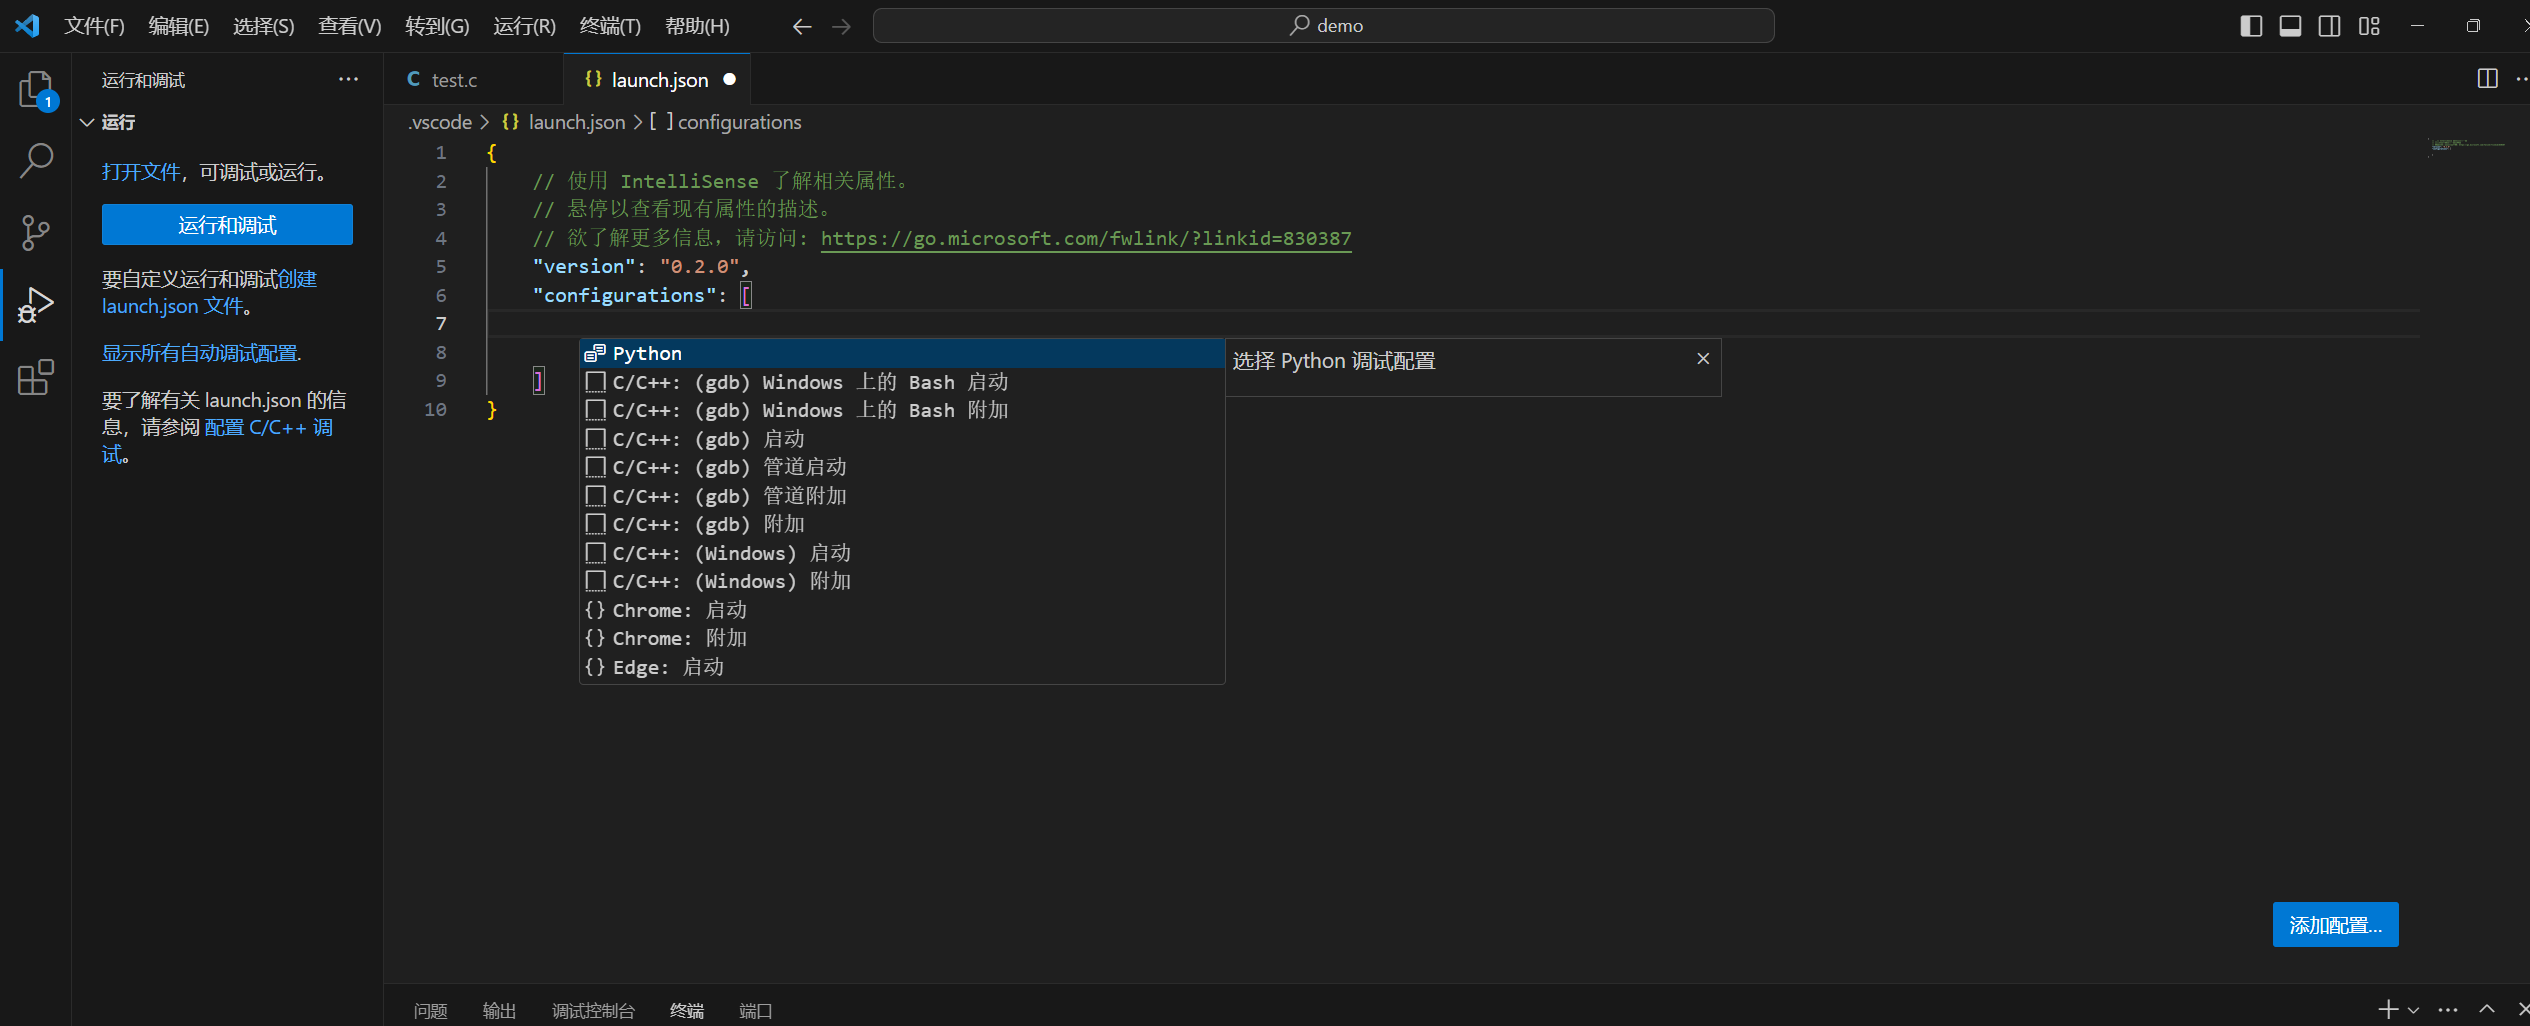 文件(F) 编辑(E) 选择(S) 查看(V) 转到(G) 运行(R) 终端(T) 帮助(H) demo
运行和调试
运行
打开文件，可调试或运行。
运行和调试
要自定义运行和调试创建
launch.json 文件。
显示所有自动调试配置.
要了解有关 launch.json 的信
息，请参阅 配置 C/C++ 调
试。
1
C test.c
{} launch.json
.vscode > {} launch.json > [ ] configurations
1 {
2 // 使用 IntelliSense 了解相关属性。
3 // 悬停以查看现有属性的描述。
4 // 欲了解更多信息，请访问: https://go.microsoft.com/fwlink/?linkid=830387
5 "version": "0.2.0",
6 "configurations": [
7
8
9 ]
10 }
Python
C/C++: (gdb) Windows 上的 Bash 启动
C/C++: (gdb) Windows 上的 Bash 附加
C/C++: (gdb) 启动
C/C++: (gdb) 管道启动
C/C++: (gdb) 管道附加
C/C++: (gdb) 附加
C/C++: (Windows) 启动
C/C++: (Windows) 附加
{} Chrome: 启动
{} Chrome: 附加
{} Edge: 启动
选择 Python 调试配置
添加配置...
问题 输出 调试控制台 终端 端口